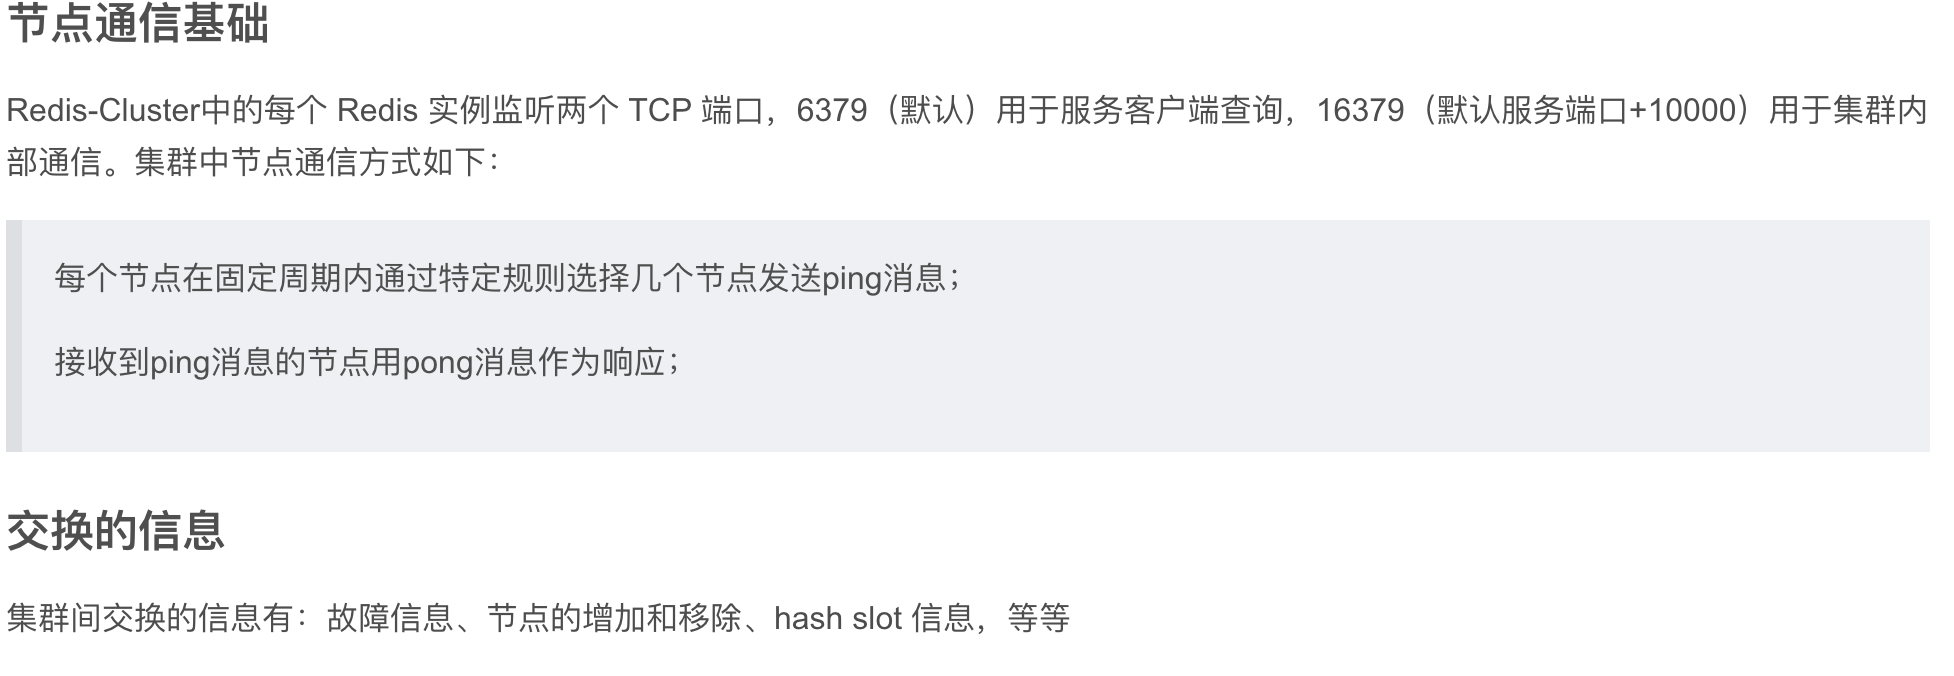 节点通信基础
Redis-Cluster中的每个 Redis 实例监听两个 TCP 端口，6379（默认）用于服务客户端查询，16379（默认服务端口+10000）用于集群内
部通信。集群中节点通信方式如下：
每个节点在固定周期内通过特定规则选择几个节点发送ping消息；
接收到ping消息的节点用pong消息作为响应；
交换的信息
集群间交换的信息有：故障信息、节点的增加和移除、hash slot 信息，等等